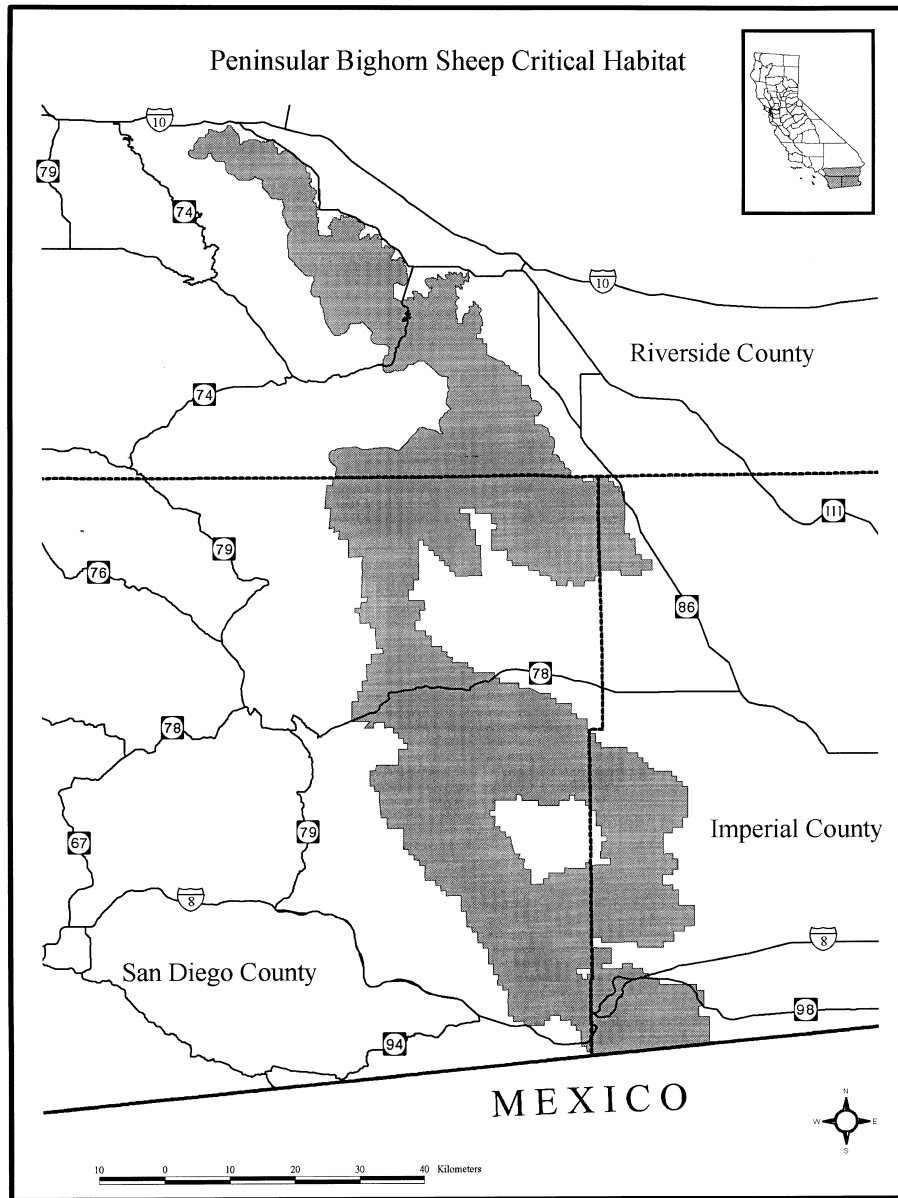 Peninsular Bighorn Sheep Critical Habitat
10
79
74
10
Riverside County
74
111
79
76
86
78
78
Imperial County
67
79
8
8
San Diego County
98
94
MEXICO
N
W E
S
10 0 10 20 30 40 Kilometers